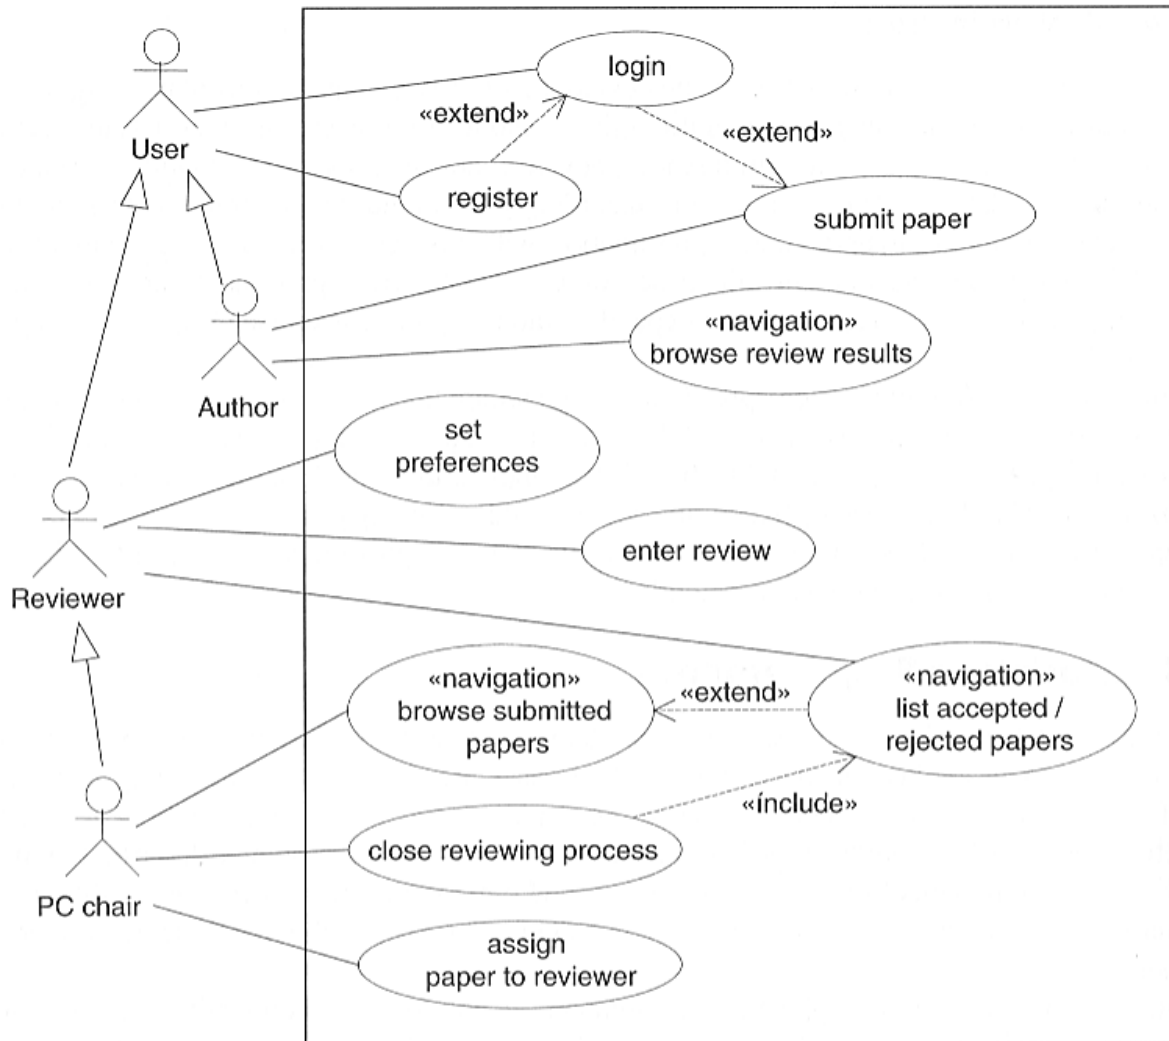 login
«extend»
«extend»
User
register
submit paper
«navigation»
browse review results
Author
set
preferences
enter review
Reviewer
«navigation»
browse submitted
papers
«extend»
«navigation»
list accepted /
rejected papers
«include»
close reviewing process
PC chair
assign
paper to reviewer